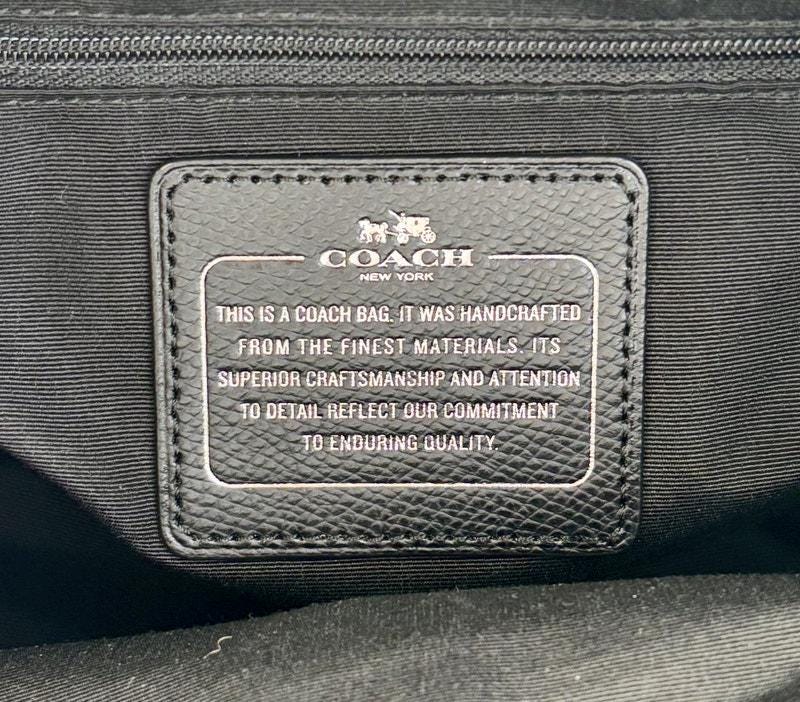 COACH
NEW YORK
THIS IS A COACH BAG. IT WAS HANDCRAFTED
FROM THE FINEST MATERIALS. ITS
SUPERIOR CRAFTSMANSHIP AND ATTENTION
TO DETAIL REFLECT OUR COMMITMENT
TO ENDURING QUALITY.